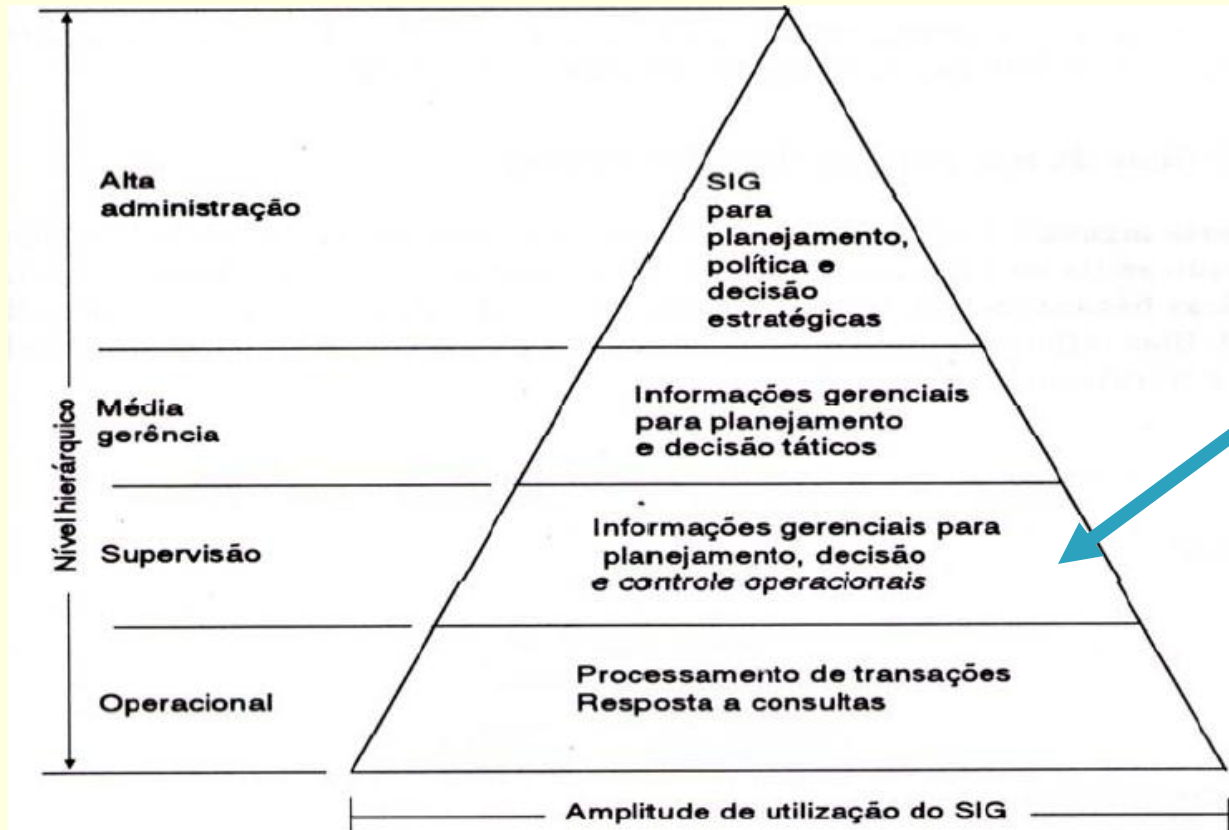 Alta
administração
SIG
para
planejamento,
política e
decisão
estratégicas
Nível hierárquico
Média
gerência
Informações gerenciais
para planejamento
e decisão táticos
Supervisão
Informações gerenciais para
planejamento, decisão
e controle operacionais
Operacional
Processamento de transações
Resposta a consultas
Amplitude de utilização do SIG